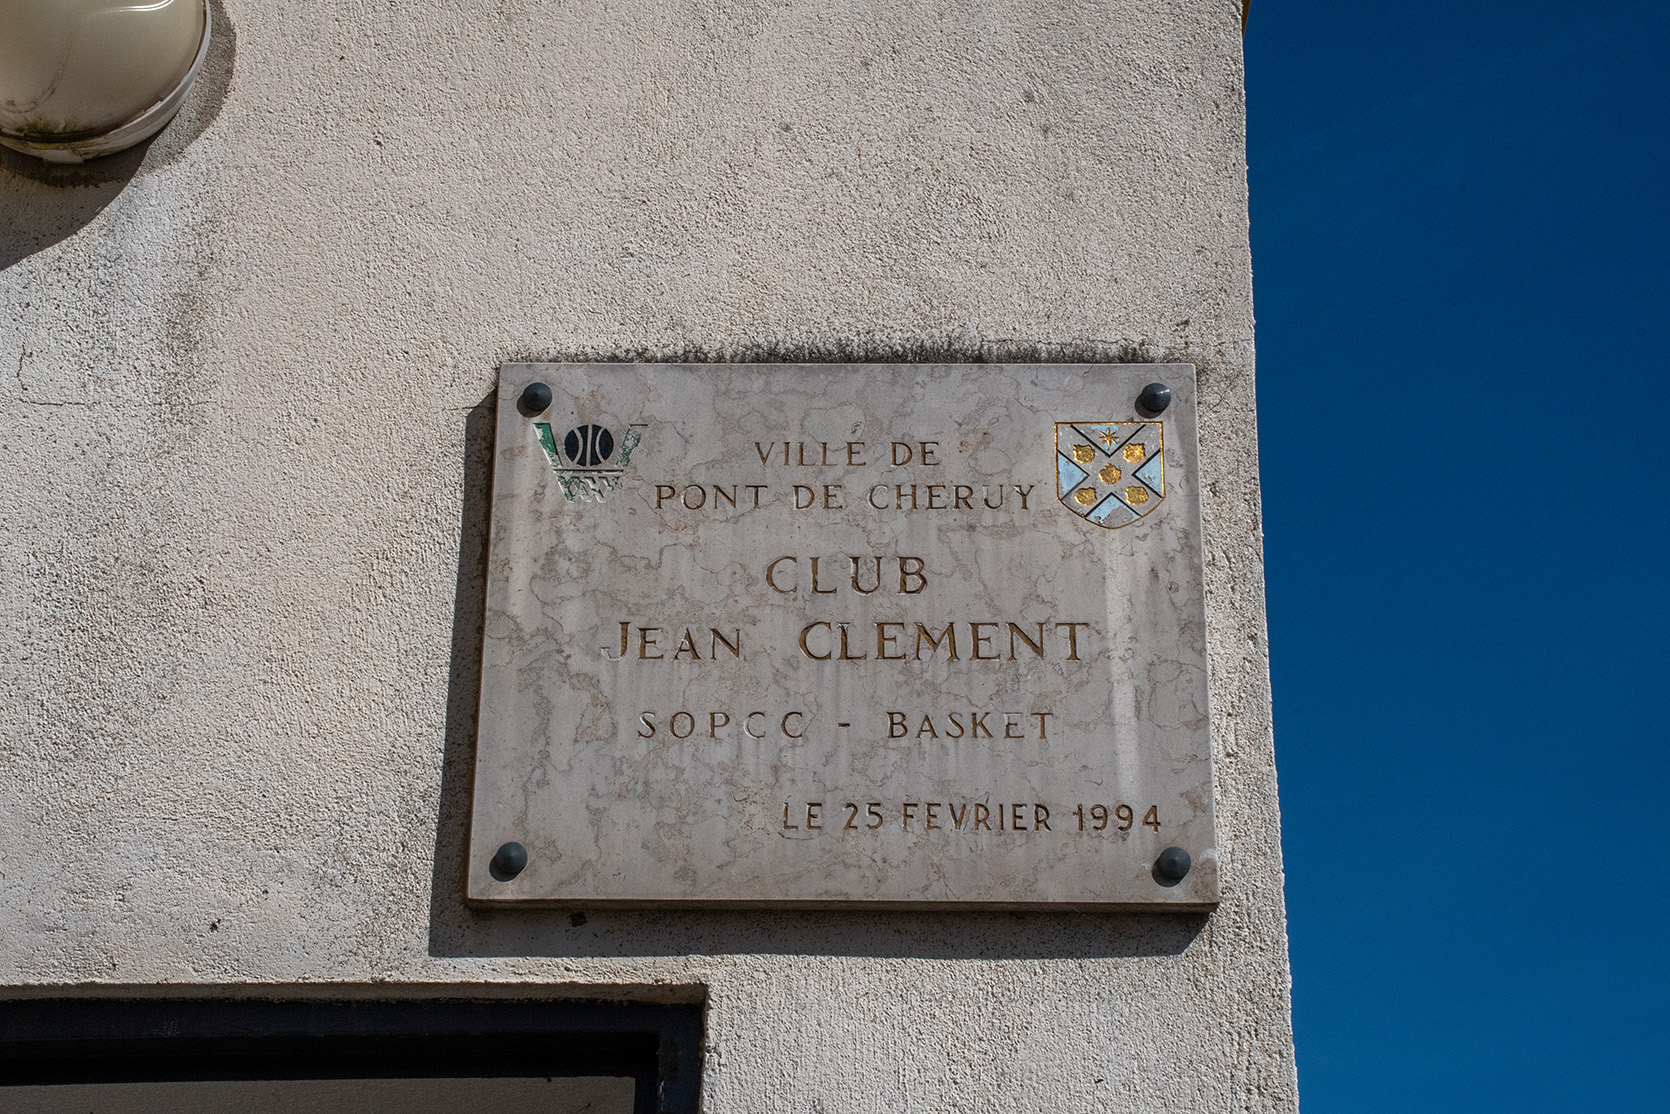 VILLE DE
PONT DE CHERUY
CLUB
JEAN CLEMENT
SOPCC - BASKET
LE 25 FEVRIER 1994